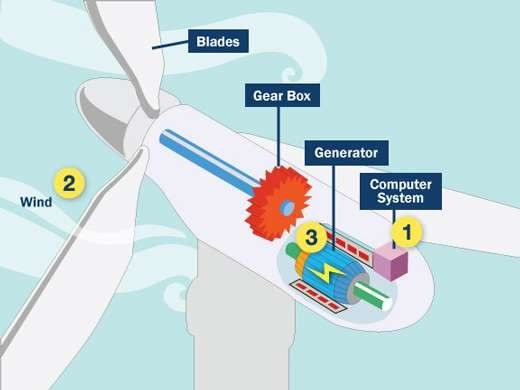 Blades
Gear Box
Generator
Computer
System
1
2
Wind
3